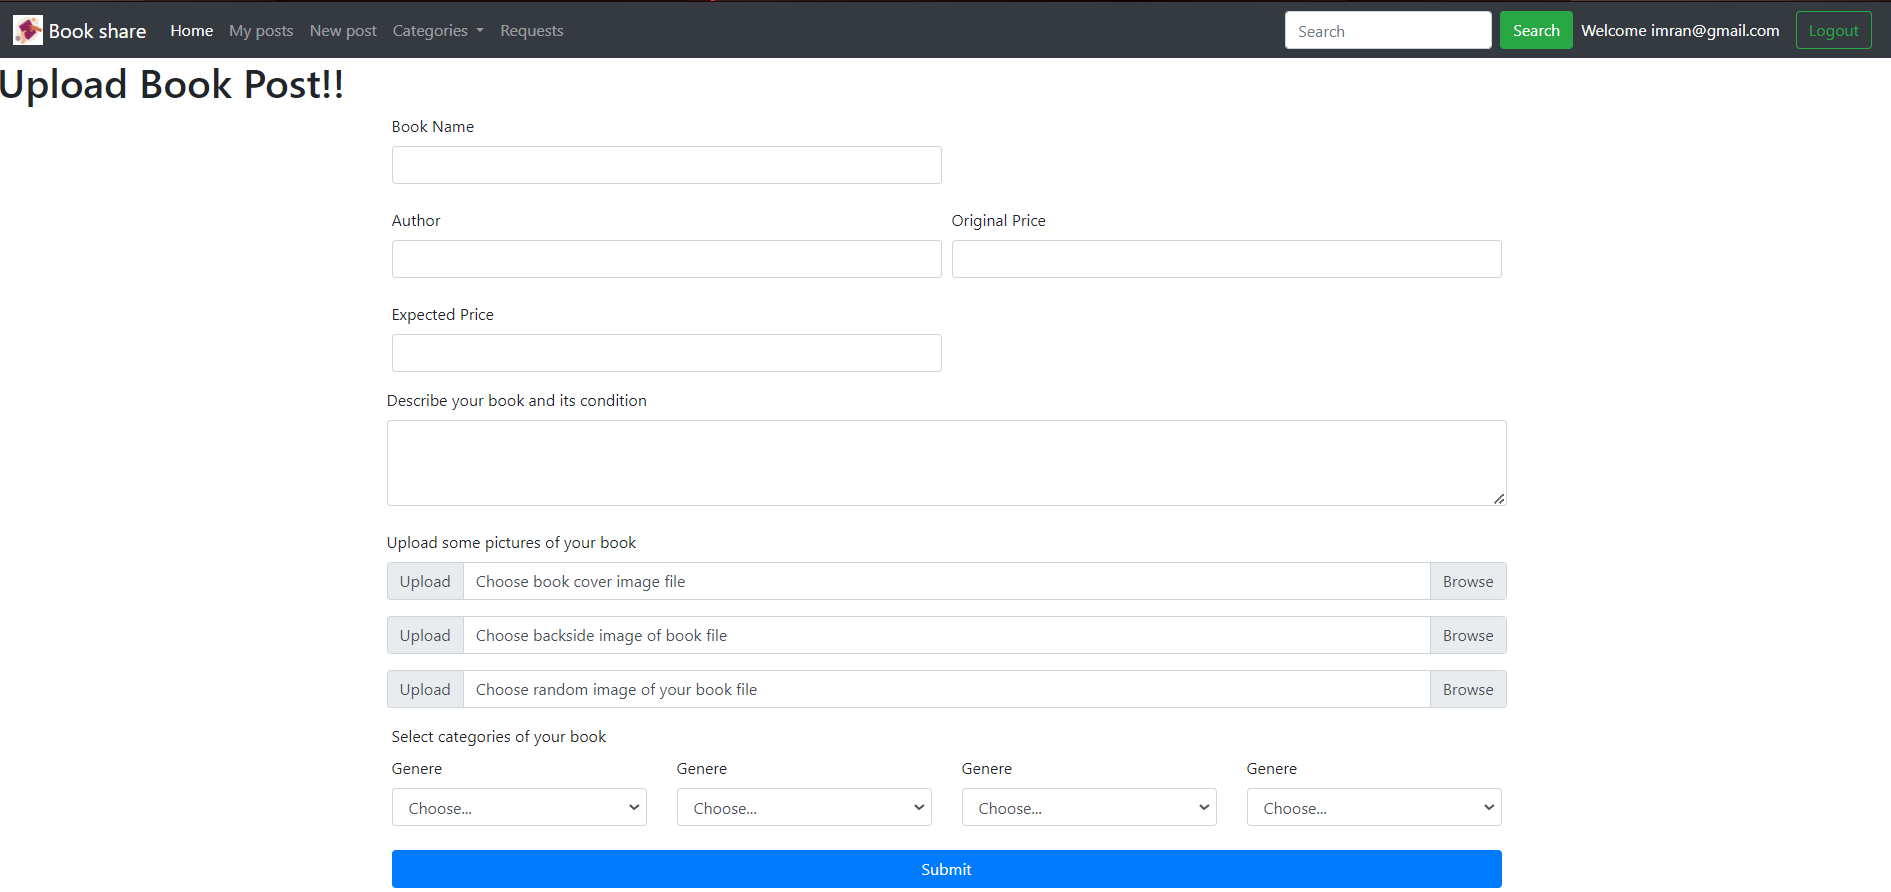 Book share Home My posts New post Categories Requests Search Search Welcome imran@gmail.com Logout
Upload Book Post!!
Book Name
Author Original Price
Expected Price
Describe your book and its condition
Upload some pictures of your book
Upload Choose book cover image file Browse
Upload Choose backside image of book file Browse
Upload Choose random image of your book file Browse
Select categories of your book
Genere Genere Genere Genere
Choose... Choose... Choose... Choose...
Submit